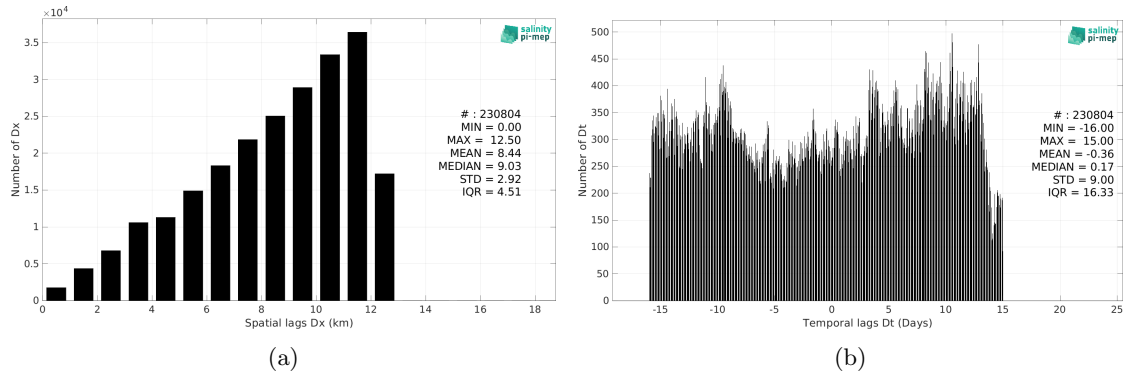 ×10⁴
3.5
3
2.5
2
1.5
1
0.5
0
Number of Dx
0 2 4 6 8 10 12 14 16 18
Spatial lags Dx (km)
salinity
pi-mep
# : 230804
MIN = 0.00
MAX = 12.50
MEAN = 8.44
MEDIAN = 9.03
STD = 2.92
IQR = 4.51
(a)
500
450
400
350
300
250
200
150
100
50
0
Number of Dt
-15 -10 -5 0 5 10 15 20 25
Temporal lags Dt (Days)
salinity
pi-mep
# : 230804
MIN = -16.00
MAX = 15.00
MEAN = -0.36
MEDIAN = 0.17
STD = 9.00
IQR = 16.33
(b)